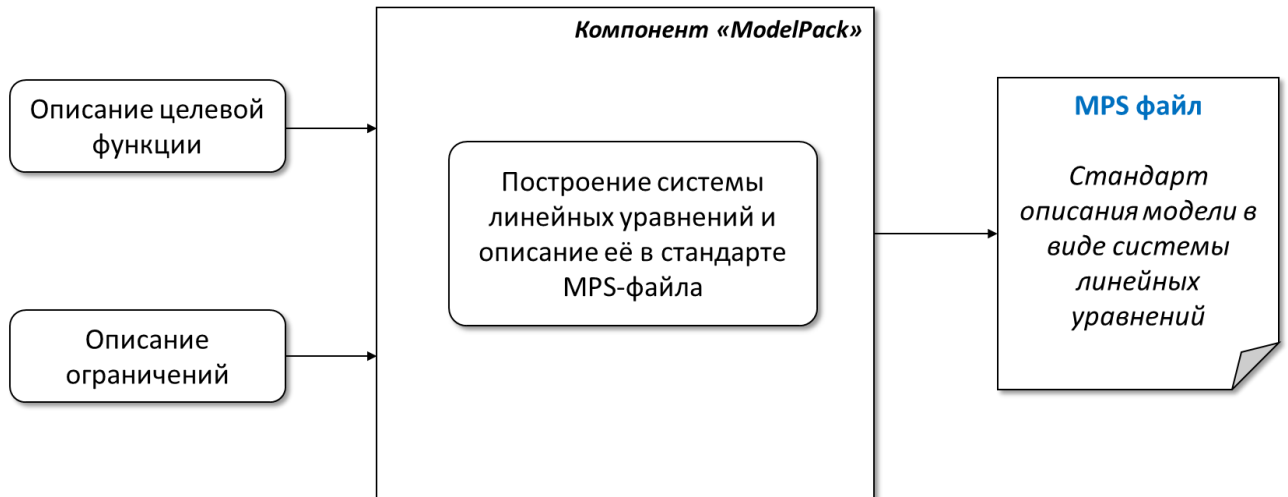 Компонент «ModelPack»
Описание целевой
функции
Описание
ограничений
Построение системы
линейных уравнений и
описание её в стандарте
MPS-файла
MPS файл
Стандарт
описания модели в
виде системы
линейных
уравнений